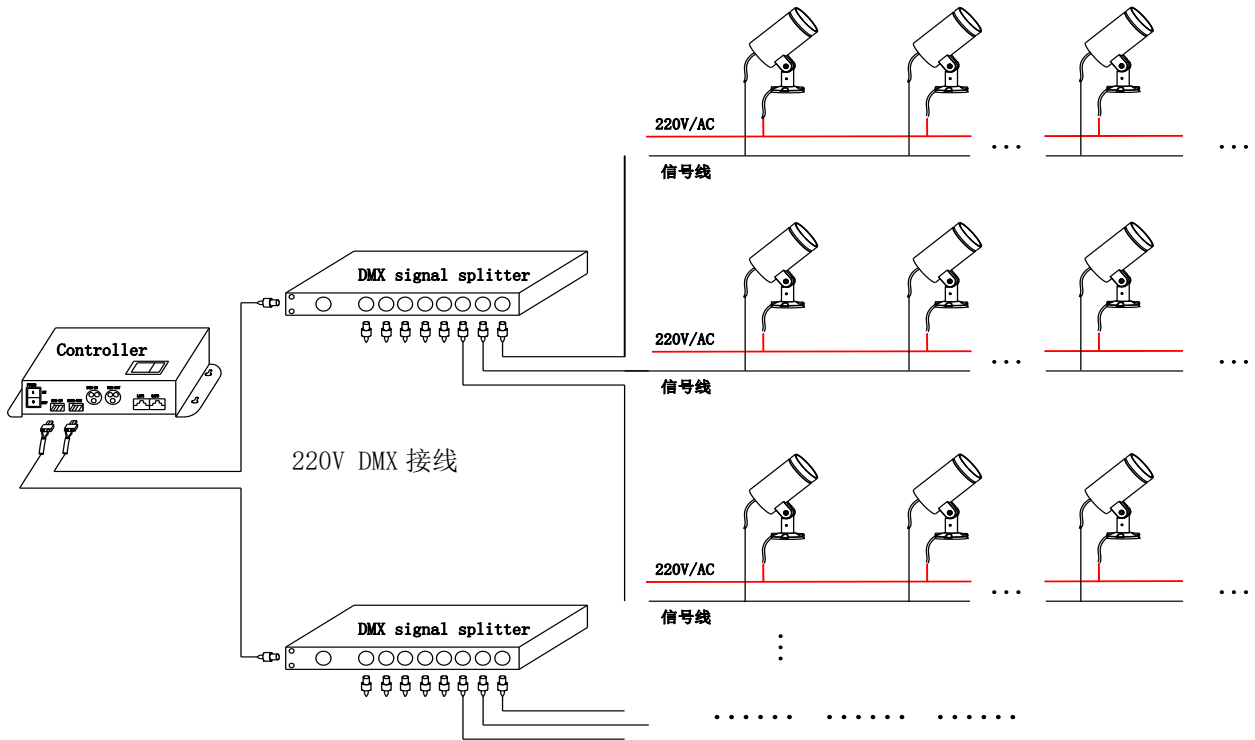 220V/AC
信号线
DMX signal splitter
220V/AC
信号线
Controller
220V DMX 接线
220V/AC
信号线
DMX signal splitter